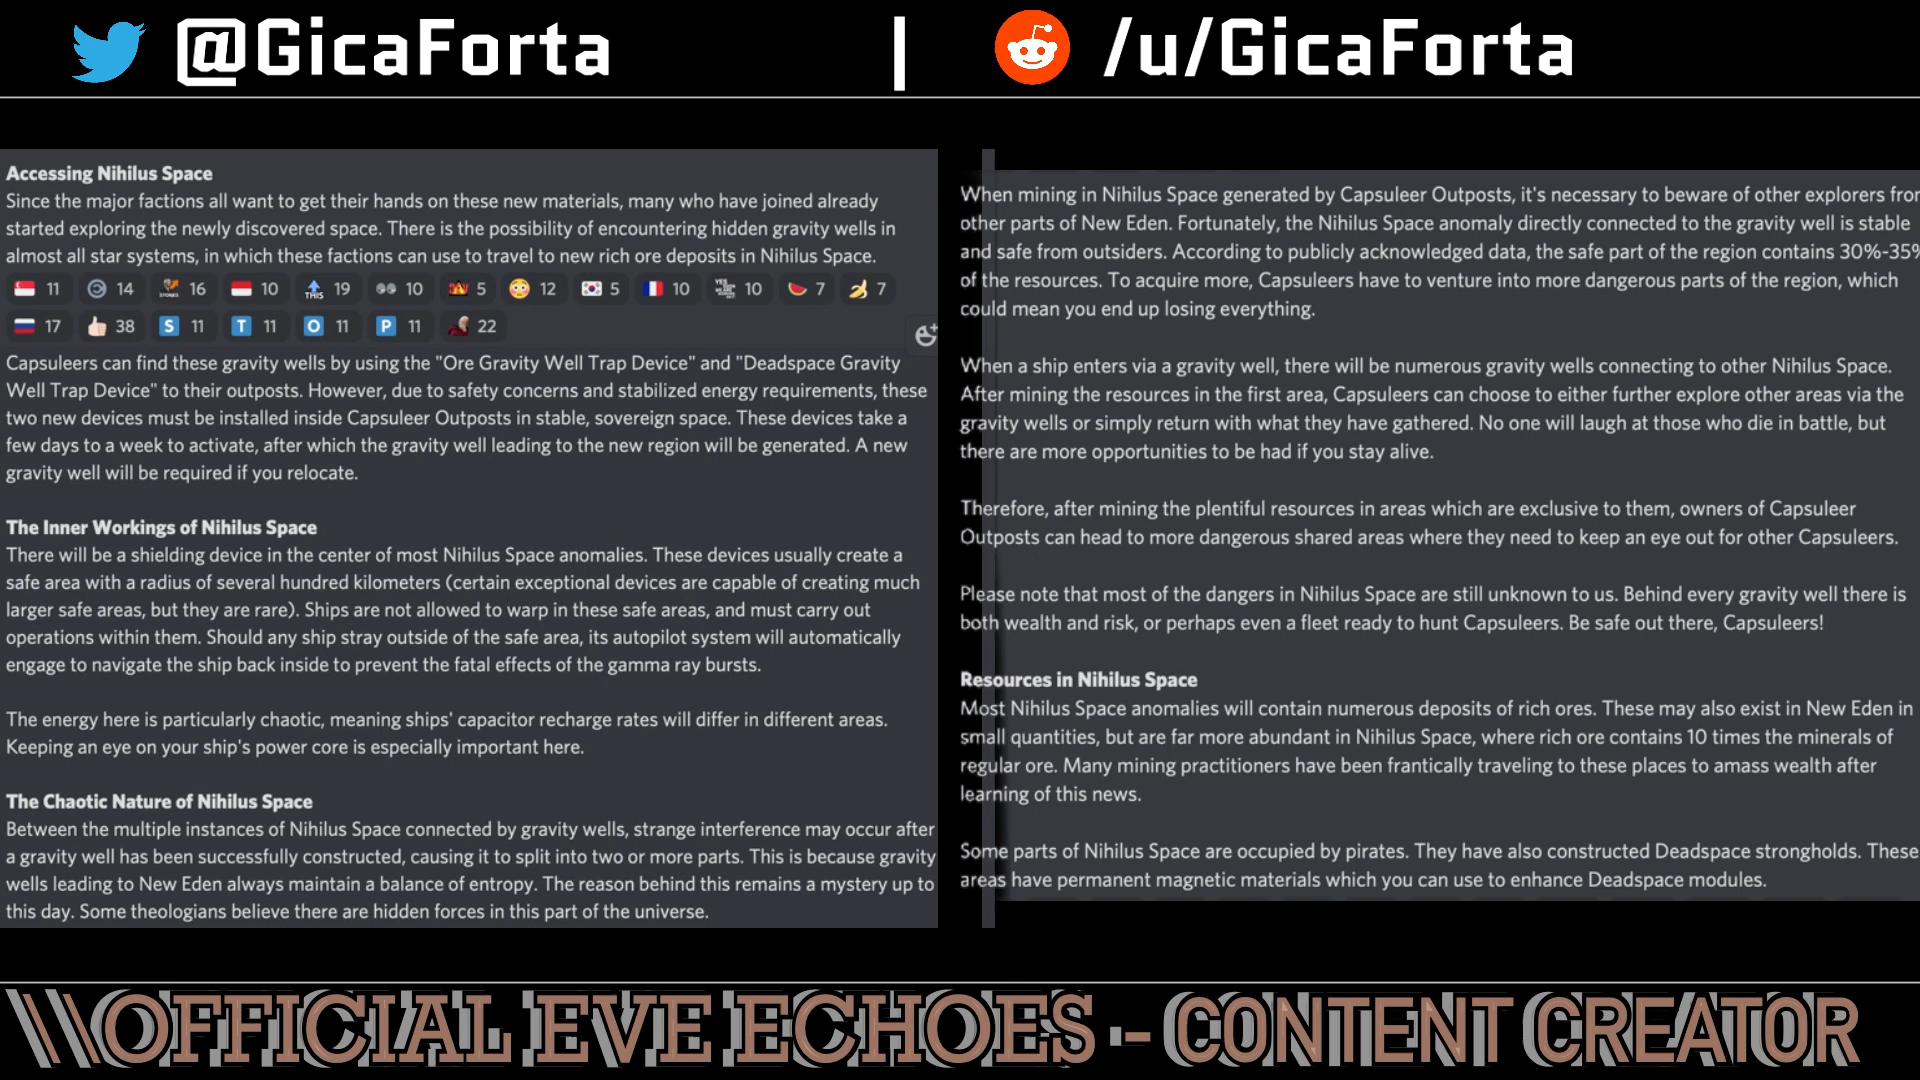 @GicaForta | /u/GicaForta
Accessing Nihilus Space
Since the major factions all want to get their hands on these new materials, many who have joined already
started exploring the newly discovered space. There is the possibility of encountering hidden gravity wells in
almost all star systems, in which these factions can use to travel to new rich ore deposits in Nihilus Space.
11 14 16 10 THIS 19 10 5 12 5 10 10 7 7
17 38 S 11 T 11 O 11 P 11 22
Capsuleers can find these gravity wells by using the "Ore Gravity Well Trap Device" and "Deadspace Gravity
Well Trap Device" to their outposts. However, due to safety concerns and stabilized energy requirements, these
two new devices must be installed inside Capsuleer Outposts in stable, sovereign space. These devices take a
few days to a week to activate, after which the gravity well leading to the new region will be generated. A new
gravity well will be required if you relocate.
The Inner Workings of Nihilus Space
There will be a shielding device in the center of most Nihilus Space anomalies. These devices usually create a
safe area with a radius of several hundred kilometers (certain exceptional devices are capable of creating much
larger safe areas, but they are rare). Ships are not allowed to warp in these safe areas, and must carry out
operations within them. Should any ship stray outside of the safe area, its autopilot system will automatically
engage to navigate the ship back inside to prevent the fatal effects of the gamma ray bursts.
The energy here is particularly chaotic, meaning ships' capacitor recharge rates will differ in different areas.
Keeping an eye on your ship's power core is especially important here.
The Chaotic Nature of Nihilus Space
Between the multiple instances of Nihilus Space connected by gravity wells, strange interference may occur after
a gravity well has been successfully constructed, causing it to split into two or more parts. This is because gravity
wells leading to New Eden always maintain a balance of entropy. The reason behind this remains a mystery up to
this day. Some theologians believe there are hidden forces in this part of the universe.
When mining in Nihilus Space generated by Capsuleer Outposts, it's necessary to beware of other explorers from
other parts of New Eden. Fortunately, the Nihilus Space anomaly directly connected to the gravity well is stable
and safe from outsiders. According to publicly acknowledged data, the safe part of the region contains 30%-35%
of the resources. To acquire more, Capsuleers have to venture into more dangerous parts of the region, which
could mean you end up losing everything.
When a ship enters via a gravity well, there will be numerous gravity wells connecting to other Nihilus Space.
After mining the resources in the first area, Capsuleers can choose to either further explore other areas via the
gravity wells or simply return with what they have gathered. No one will laugh at those who die in battle, but
there are more opportunities to be had if you stay alive.
Therefore, after mining the plentiful resources in areas which are exclusive to them, owners of Capsuleer
Outposts can head to more dangerous shared areas where they need to keep an eye out for other Capsuleers.
Please note that most of the dangers in Nihilus Space are still unknown to us. Behind every gravity well there is
both wealth and risk, or perhaps even a fleet ready to hunt Capsuleers. Be safe out there, Capsuleers!
Resources in Nihilus Space
Most Nihilus Space anomalies will contain numerous deposits of rich ores. These may also exist in New Eden in
small quantities, but are far more abundant in Nihilus Space, where rich ore contains 10 times the minerals of
regular ore. Many mining practitioners have been frantically traveling to these places to amass wealth after
learning of this news.
Some parts of Nihilus Space are occupied by pirates. They have also constructed Deadspace strongholds. These
areas have permanent magnetic materials which you can use to enhance Deadspace modules.
\\OFFICIAL EVE ECHOES - CONTENT CREATOR